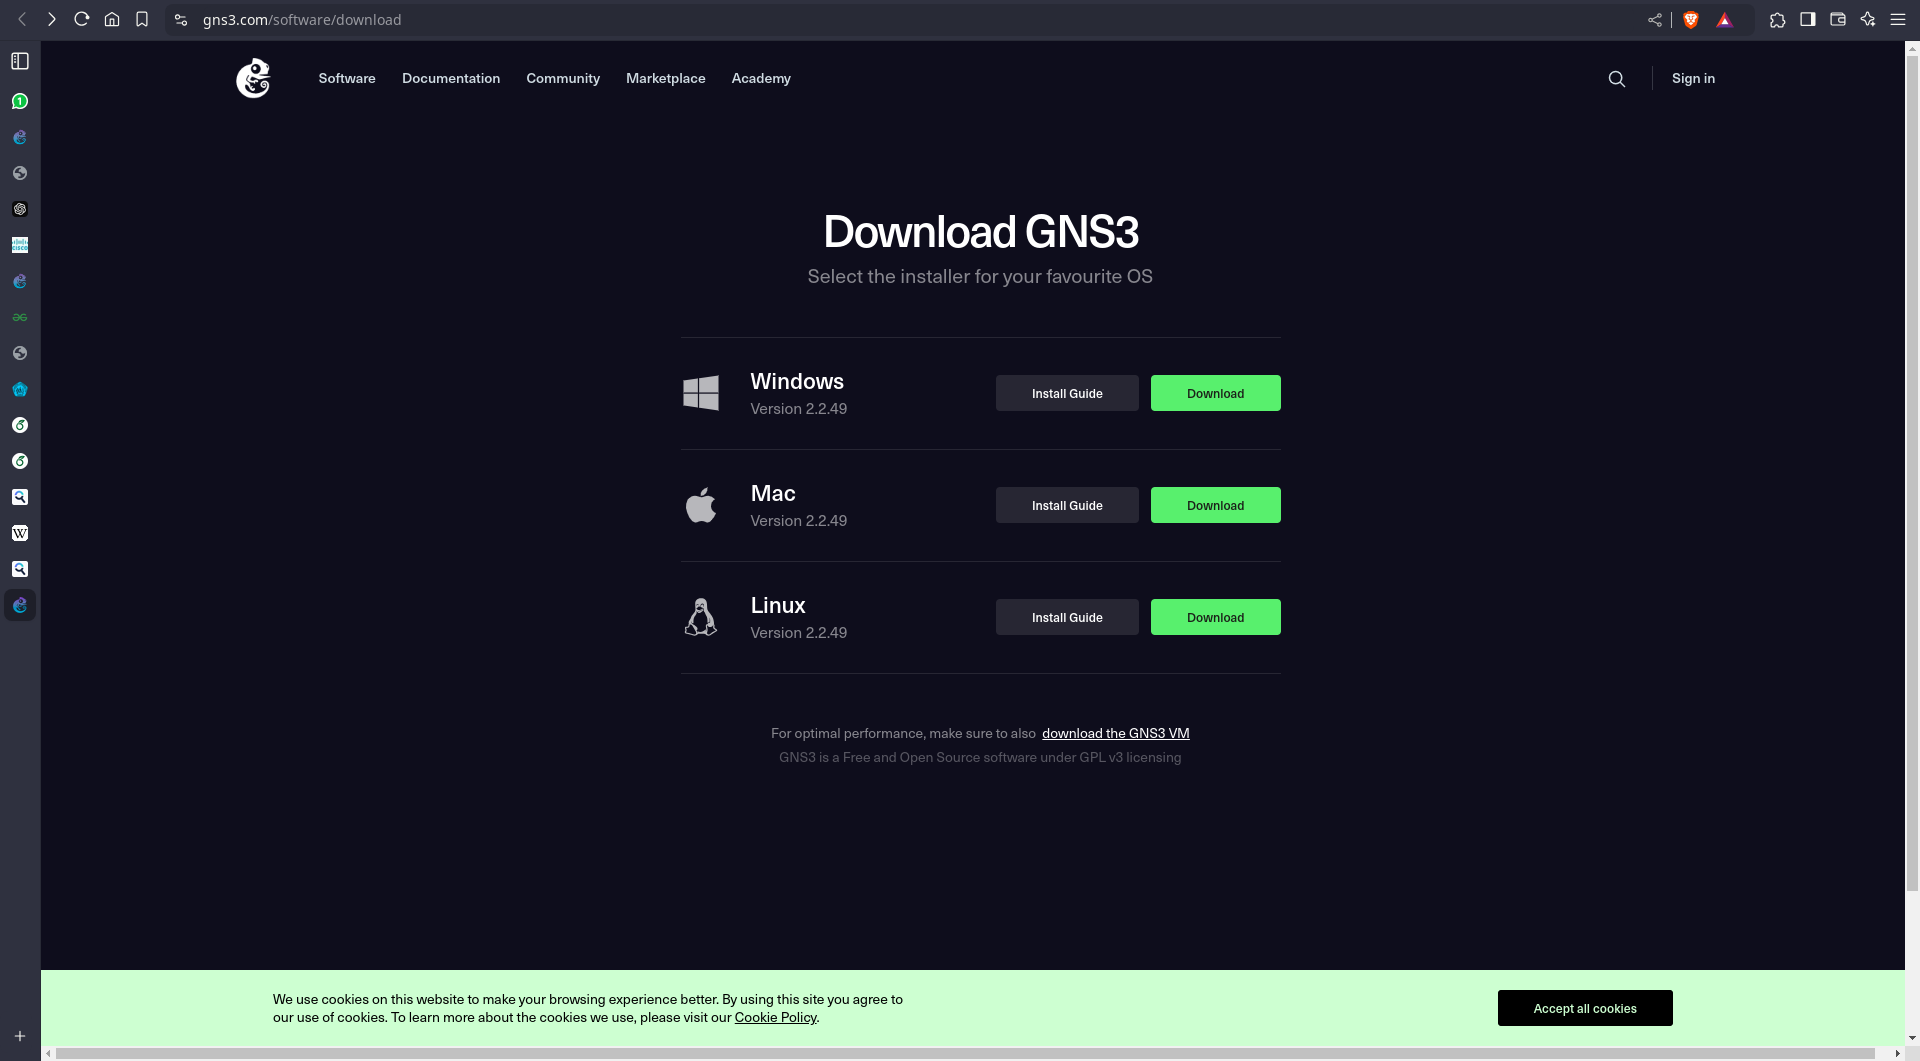 gns3.com/software/download
1
Software Documentation Community Marketplace Academy
Sign in
CISCO
Download GNS3
Select the installer for your favourite OS
Windows
Version 2.2.49
Install Guide
Download
Mac
Version 2.2.49
Install Guide
Download
Linux
Version 2.2.49
Install Guide
Download
W
For optimal performance, make sure to also download the GNS3 VM
GNS3 is a Free and Open Source software under GPL v3 licensing
We use cookies on this website to make your browsing experience better. By using this site you agree to
our use of cookies. To learn more about the cookies we use, please visit our Cookie Policy.
Accept all cookies